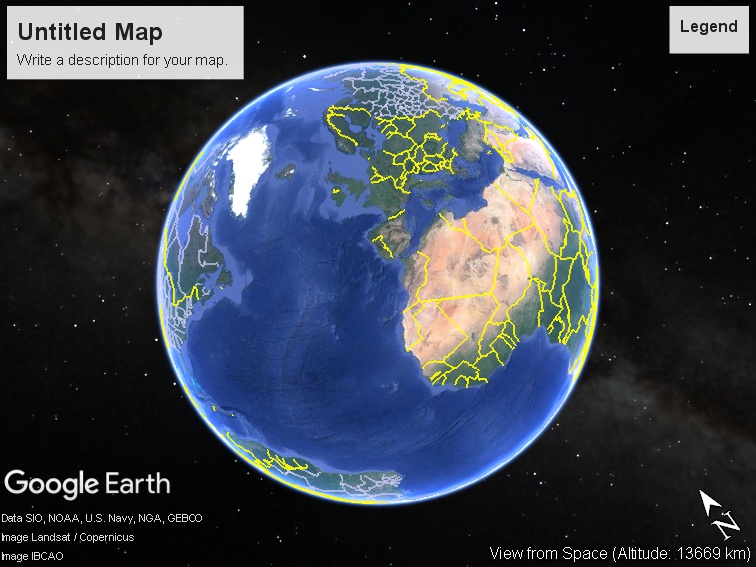 Untitled Map
Write a description for your map.
Legend
Google Earth
Data SIO, NOAA, U.S. Navy, NGA, GEBCO
Image Landsat / Copernicus
Image IBCAO
N
View from Space (Altitude: 13669 km)